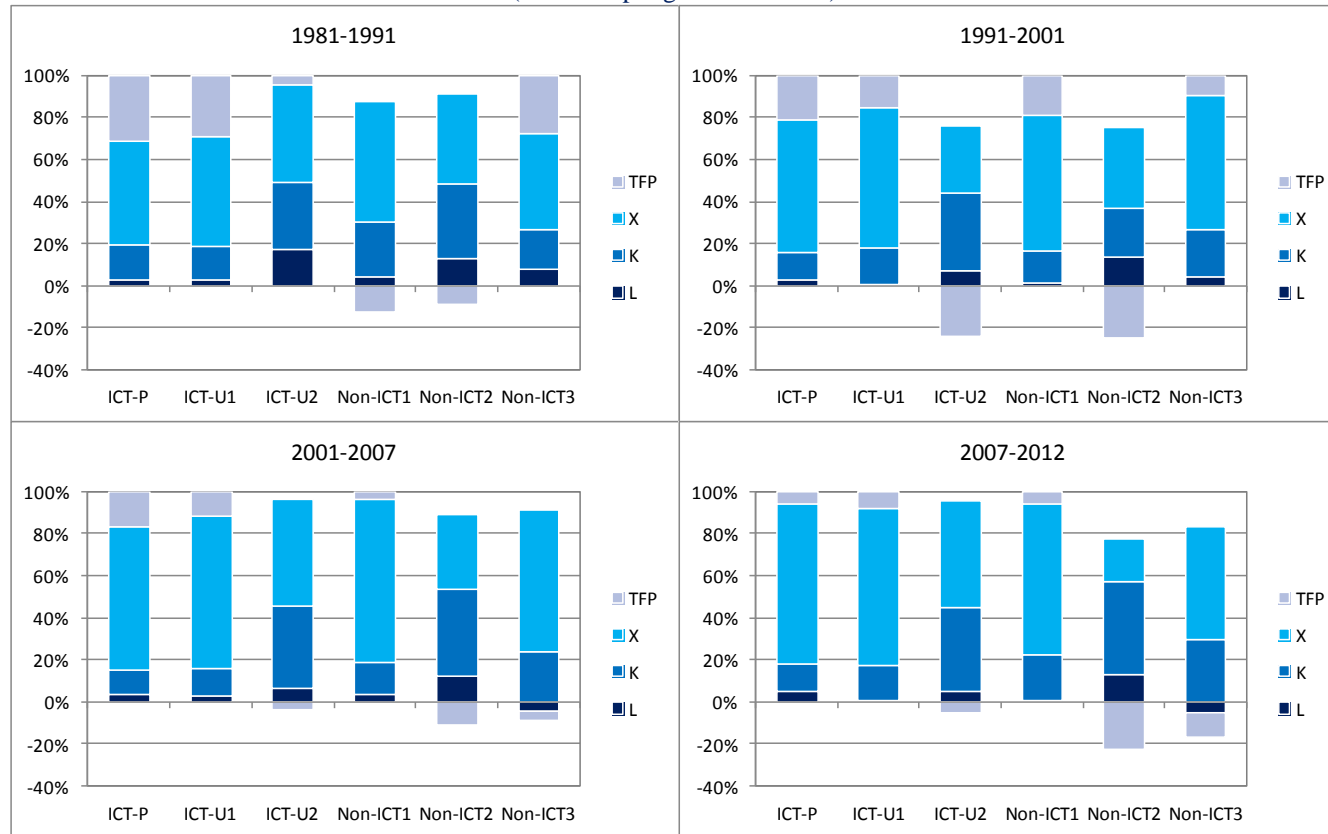 1981-1991
100%
80%
60%
40%
20%
0%
-20%
-40%
ICT-P ICT-U1 ICT-U2 Non-ICT1 Non-ICT2 Non-ICT3
TFP
X
K
L
1991-2001
100%
80%
60%
40%
20%
0%
-20%
-40%
ICT-P ICT-U1 ICT-U2 Non-ICT1 Non-ICT2 Non-ICT3
TFP
X
K
L
2001-2007
100%
80%
60%
40%
20%
0%
-20%
-40%
ICT-P ICT-U1 ICT-U2 Non-ICT1 Non-ICT2 Non-ICT3
TFP
X
K
L
2007-2012
100%
80%
60%
40%
20%
0%
-20%
-40%
ICT-P ICT-U1 ICT-U2 Non-ICT1 Non-ICT2 Non-ICT3
TFP
X
K
L